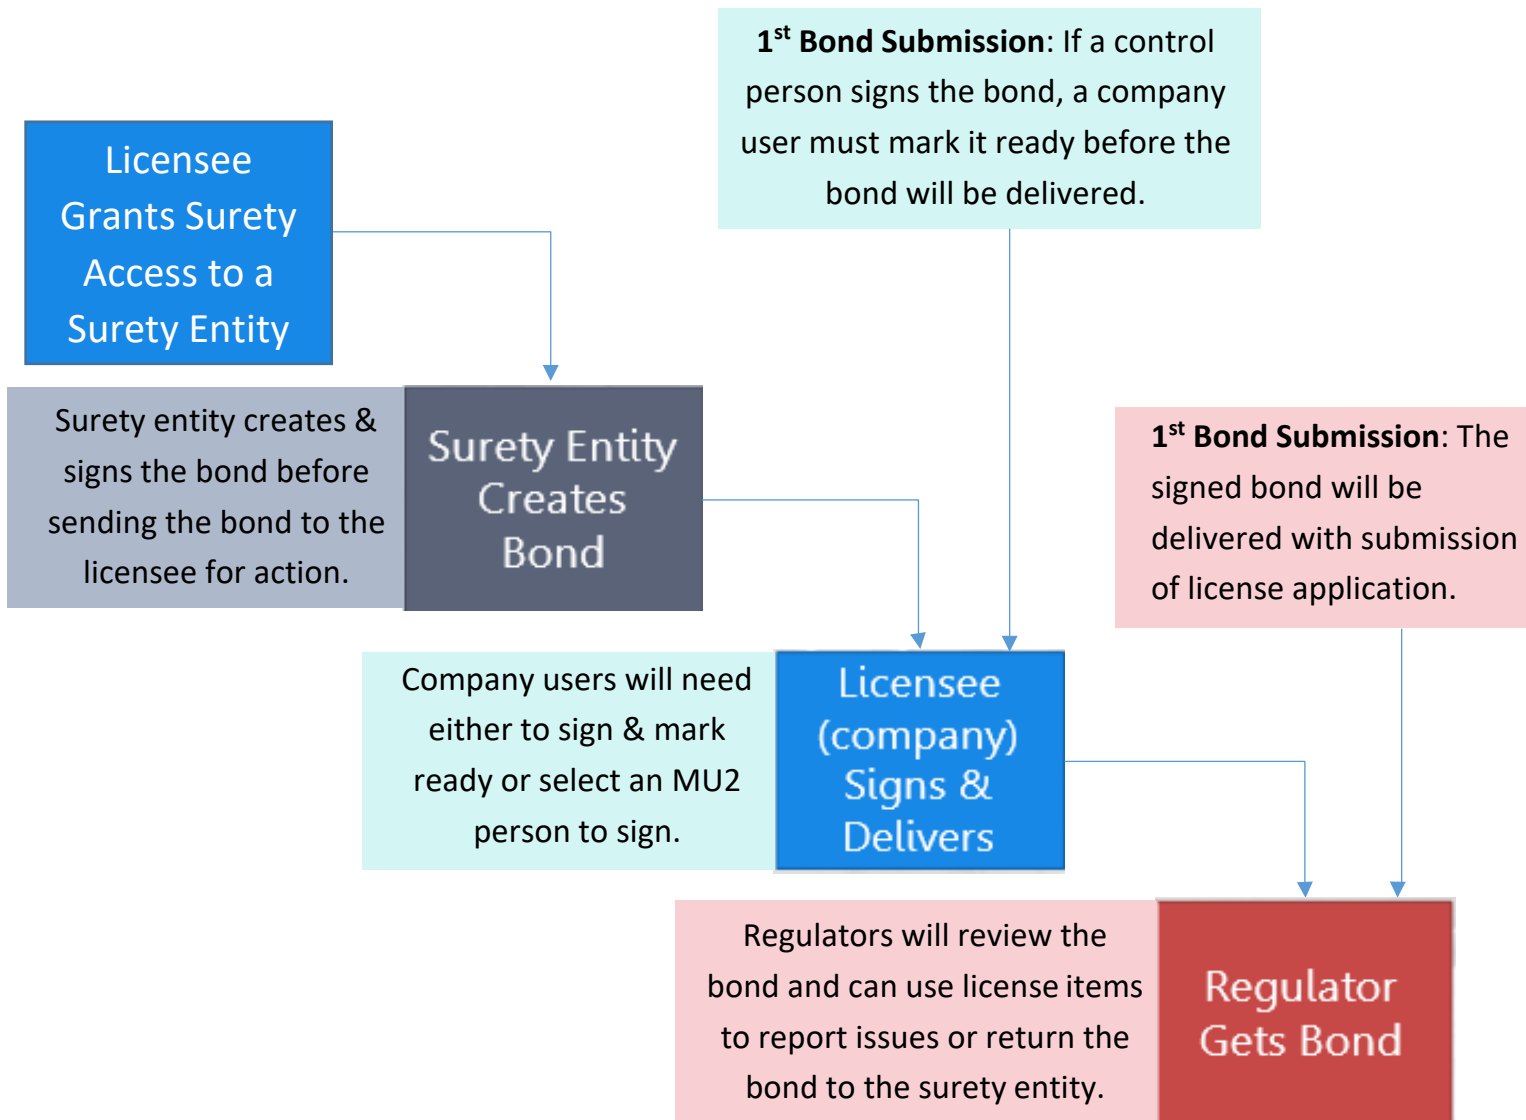 1st Bond Submission: If a control
person signs the bond, a company
user must mark it ready before the
bond will be delivered.
Licensee
Grants Surety
Access to a
Surety Entity
Surety entity creates &
signs the bond before
sending the bond to the
licensee for action.
Surety Entity
Creates
Bond
1st Bond Submission: The
signed bond will be
delivered with submission
of license application.
Company users will need
either to sign & mark
ready or select an MU2
person to sign.
Licensee
(company)
Signs &
Delivers
Regulators will review the
bond and can use license items
to report issues or return the
bond to the surety entity.
Regulator
Gets Bond